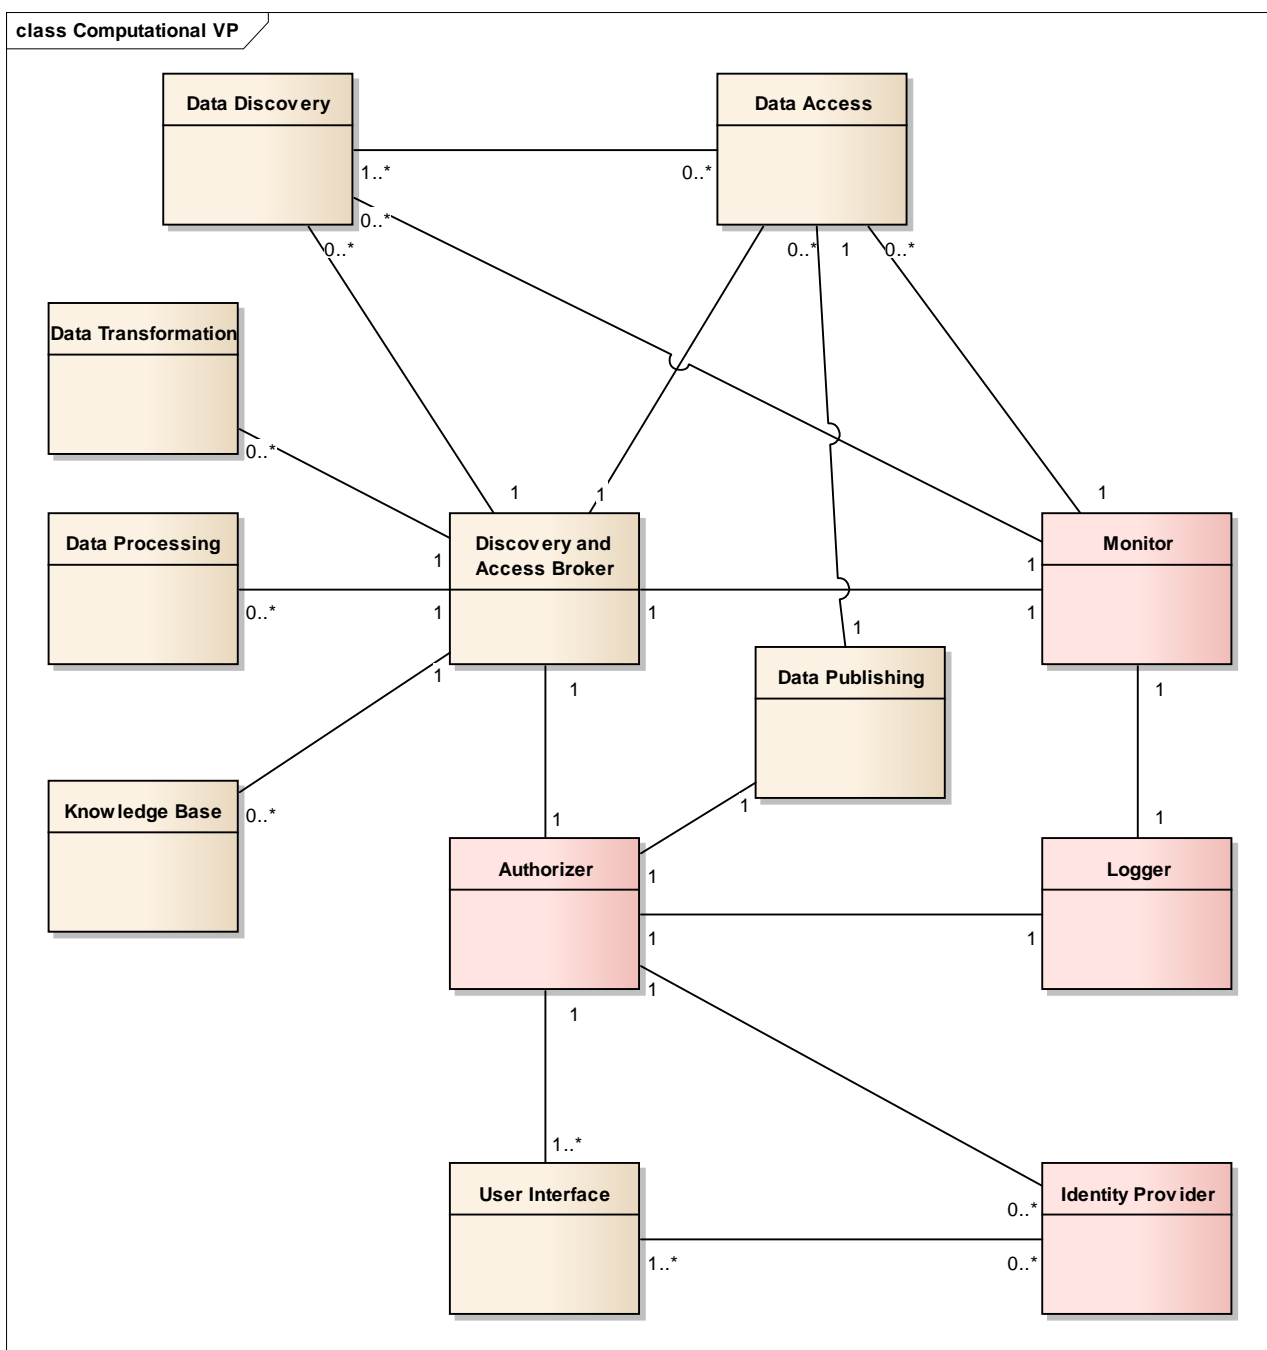 class Computational VP
Data Discovery
Data Access
1..*
0..*
0..*
0..*
0..*
1
0..*
Data Transformation
0..*
1
1
1
Data Processing
Discovery and
Access Broker
Monitor
1
1
0..*
1
1
1
1
Data Publishing
1
1
1
Knowledge Base
0..*
1
1
1
Authorizer
Logger
1
1
1
1
1
1..*
User Interface
Identity Provider
0..*
1..*
0..*